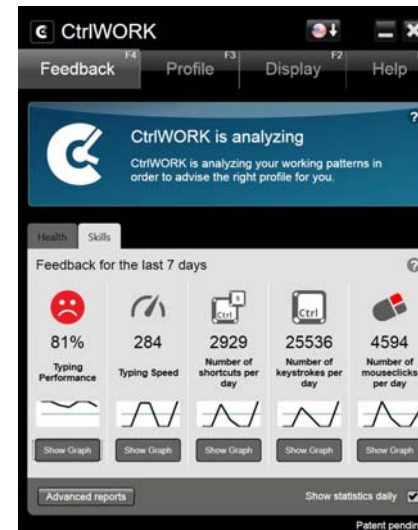 CtrlWORK
Feedback F4 Profile F3 Display F2 Help
?
CtrlWORK is analyzing
CtrlWORK is analyzing your working patterns in
order to advise the right profile for you.
Health Skills
Feedback for the last 7 days ?
Ctrl S Ctrl
81% 284 2929 25536 4594
Typing Performance
Typing Speed
Number of shortcuts per day
Number of keystrokes per day
Number of mouseclicks per day
Show Graph Show Graph Show Graph Show Graph Show Graph
Advanced reports Show statistics daily
Patent pendin